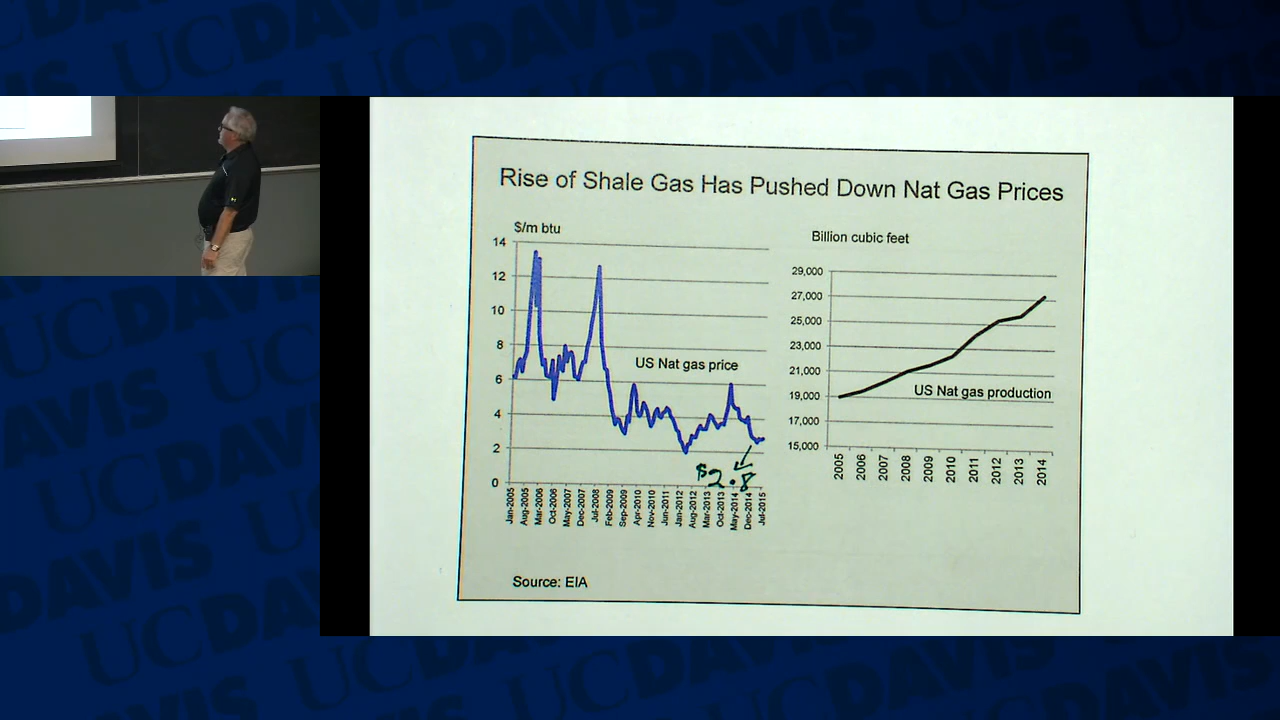 UCDAVIS
Rise of Shale Gas Has Pushed Down Nat Gas Prices
$/m btu
14
12
10
8
6
4
2
0
US Nat gas price
$2.8
Jan-2005
Aug-2005
Mar-2006
Oct-2006
May-2007
Dec-2007
Jul-2008
Feb-2009
Sep-2009
Apr-2010
Nov-2010
Jun-2011
Jan-2012
Aug-2012
Mar-2013
Oct-2013
May-2014
Dec-2014
Jul-2015
Billion cubic feet
29,000
27,000
25,000
23,000
21,000
19,000
17,000
15,000
US Nat gas production
2005
2006
2007
2008
2009
2010
2011
2012
2013
2014
Source: EIA